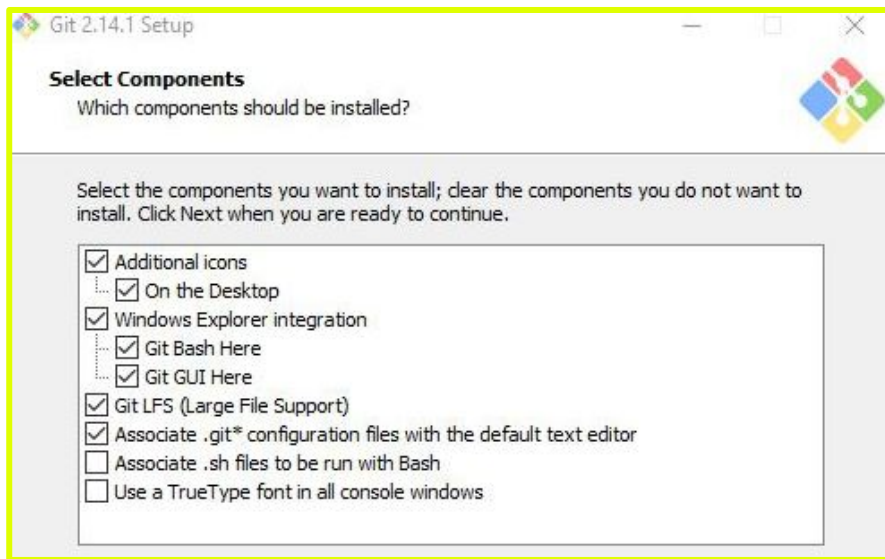 Git 2.14.1 Setup
Select Components
Which components should be installed?
Select the components you want to install; clear the components you do not want to
install. Click Next when you are ready to continue.
Additional icons
On the Desktop
Windows Explorer integration
Git Bash Here
Git GUI Here
Git LFS (Large File Support)
Associate .git* configuration files with the default text editor
Associate .sh files to be run with Bash
Use a TrueType font in all console windows